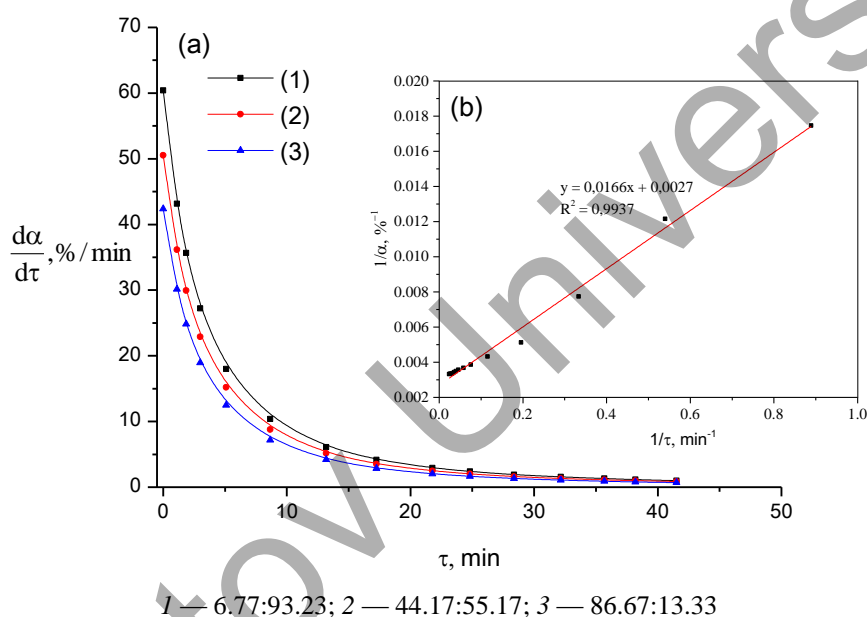 (a)
(1)
(2)
(3)
dα/dτ, %/min
70
60
50
40
30
20
10
0
0 10 20 30 40 50
τ, min
(b)
y = 0,0166x + 0,0027
R² = 0,9937
1/α, %⁻¹
0.020
0.018
0.016
0.014
0.012
0.010
0.008
0.006
0.004
0.002
0.0 0.2 0.4 0.6 0.8 1.0
1/τ, min⁻¹
1 — 6.77:93.23; 2 — 44.17:55.17; 3 — 86.67:13.33
tov Univers